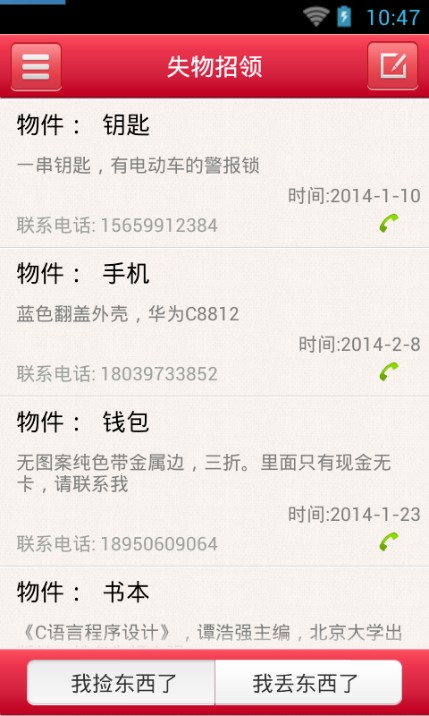 10:47
失物招领
物件： 钥匙
一串钥匙，有电动车的警报锁
时间:2014-1-10
联系电话: 15659912384
物件： 手机
蓝色翻盖外壳，华为C8812
时间:2014-2-8
联系电话: 18039733852
物件： 钱包
无图案纯色带金属边，三折。里面只有现金无
卡，请联系我
时间:2014-1-23
联系电话: 18950609064
物件： 书本
《C语言程序设计》，谭浩强主编，北京大学出
我捡东西了
我丢东西了